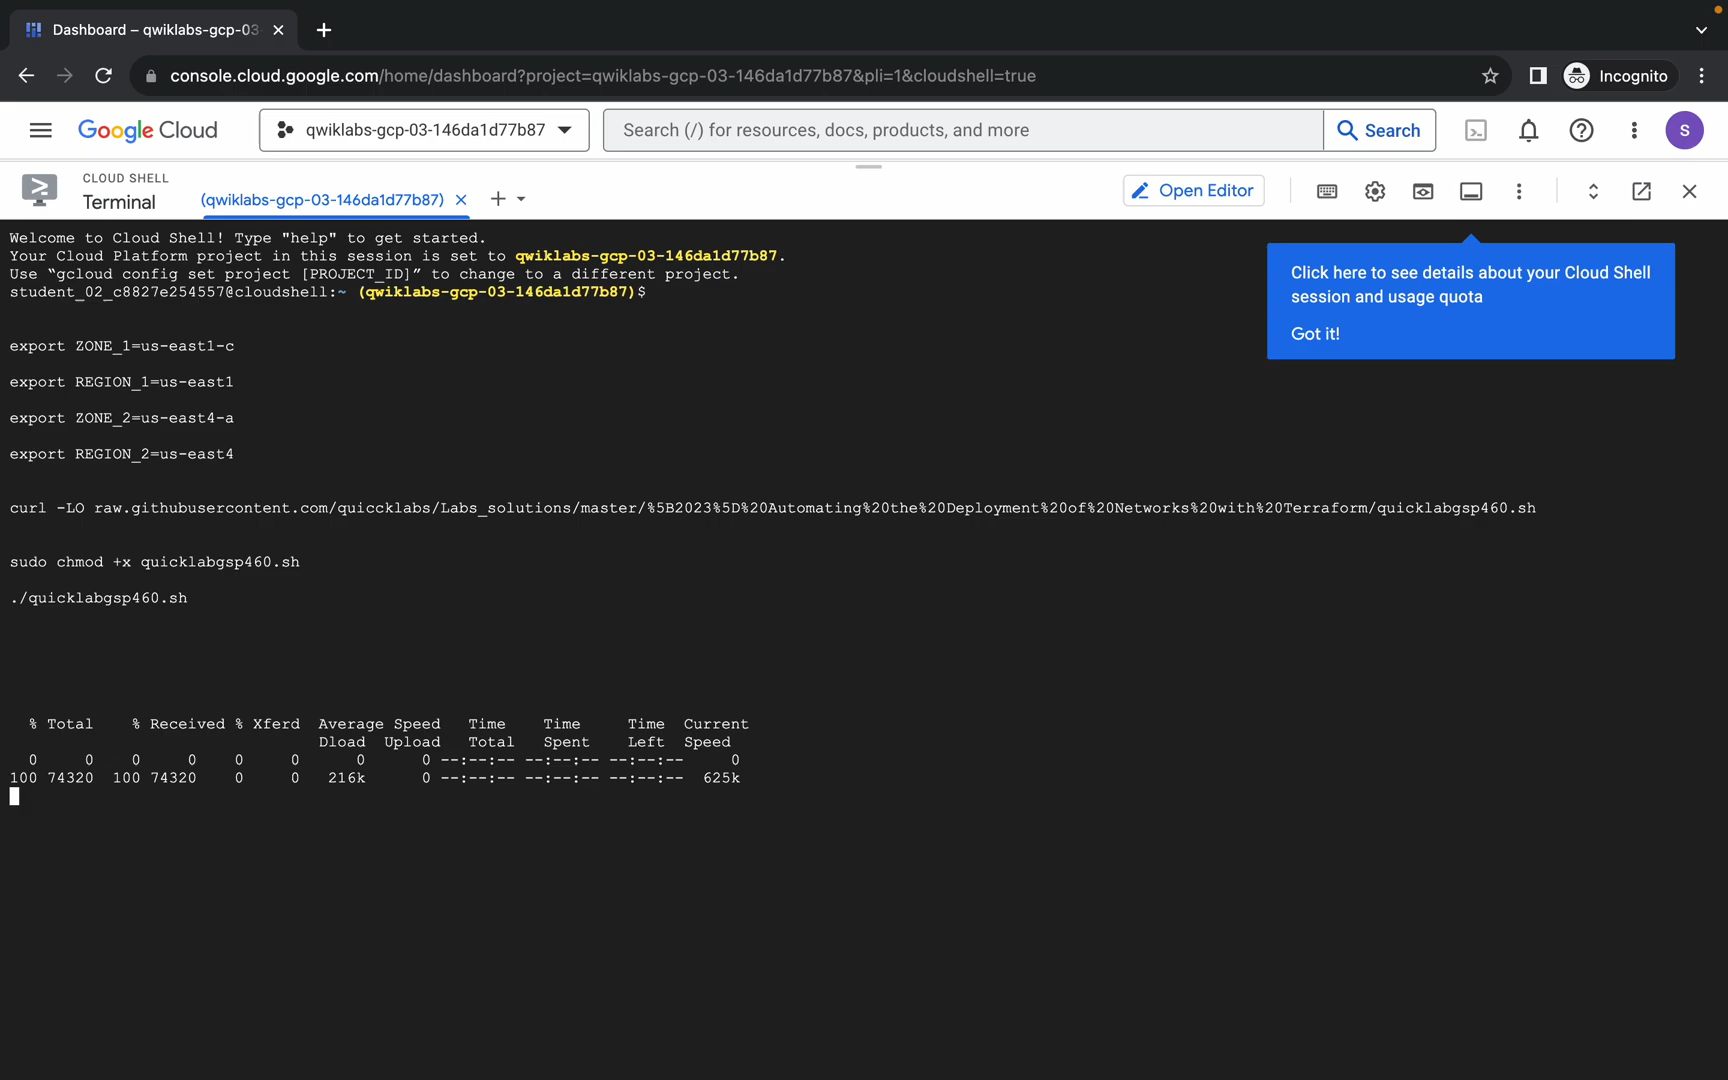 Dashboard – qwiklabs-gcp-03-
console.cloud.google.com/home/dashboard?project=qwiklabs-gcp-03-146da1d77b87&pli=1&cloudshell=true
Incognito
Google Cloud
qwiklabs-gcp-03-146da1d77b87
Search (/) for resources, docs, products, and more
Search
S
CLOUD SHELL
Terminal
(qwiklabs-gcp-03-146da1d77b87)
Open Editor
Welcome to Cloud Shell! Type "help" to get started.
Your Cloud Platform project in this session is set to qwiklabs-gcp-03-146da1d77b87.
Use “gcloud config set project [PROJECT_ID]” to change to a different project.
student_02_c8827e254557@cloudshell:~ (qwiklabs-gcp-03-146da1d77b87)$
Click here to see details about your Cloud Shell
session and usage quota
Got it!
export ZONE_1=us-east1-c
export REGION_1=us-east1
export ZONE_2=us-east4-a
export REGION_2=us-east4
curl -LO raw.githubusercontent.com/quiccklabs/Labs_solutions/master/%5B2023%5D%20Automating%20the%20Deployment%20of%20Networks%20with%20Terraform/quicklabgsp460.sh
sudo chmod +x quicklabgsp460.sh
./quicklabgsp460.sh
% Total % Received % Xferd Average Speed Time Time Time Current
Dload Upload Total Spent Left Speed
0 0 0 0 0 0 0 0 --:--:-- --:--:-- --:--:-- 0
100 74320 100 74320 0 0 216k 0 --:--:-- --:--:-- --:--:-- 625k